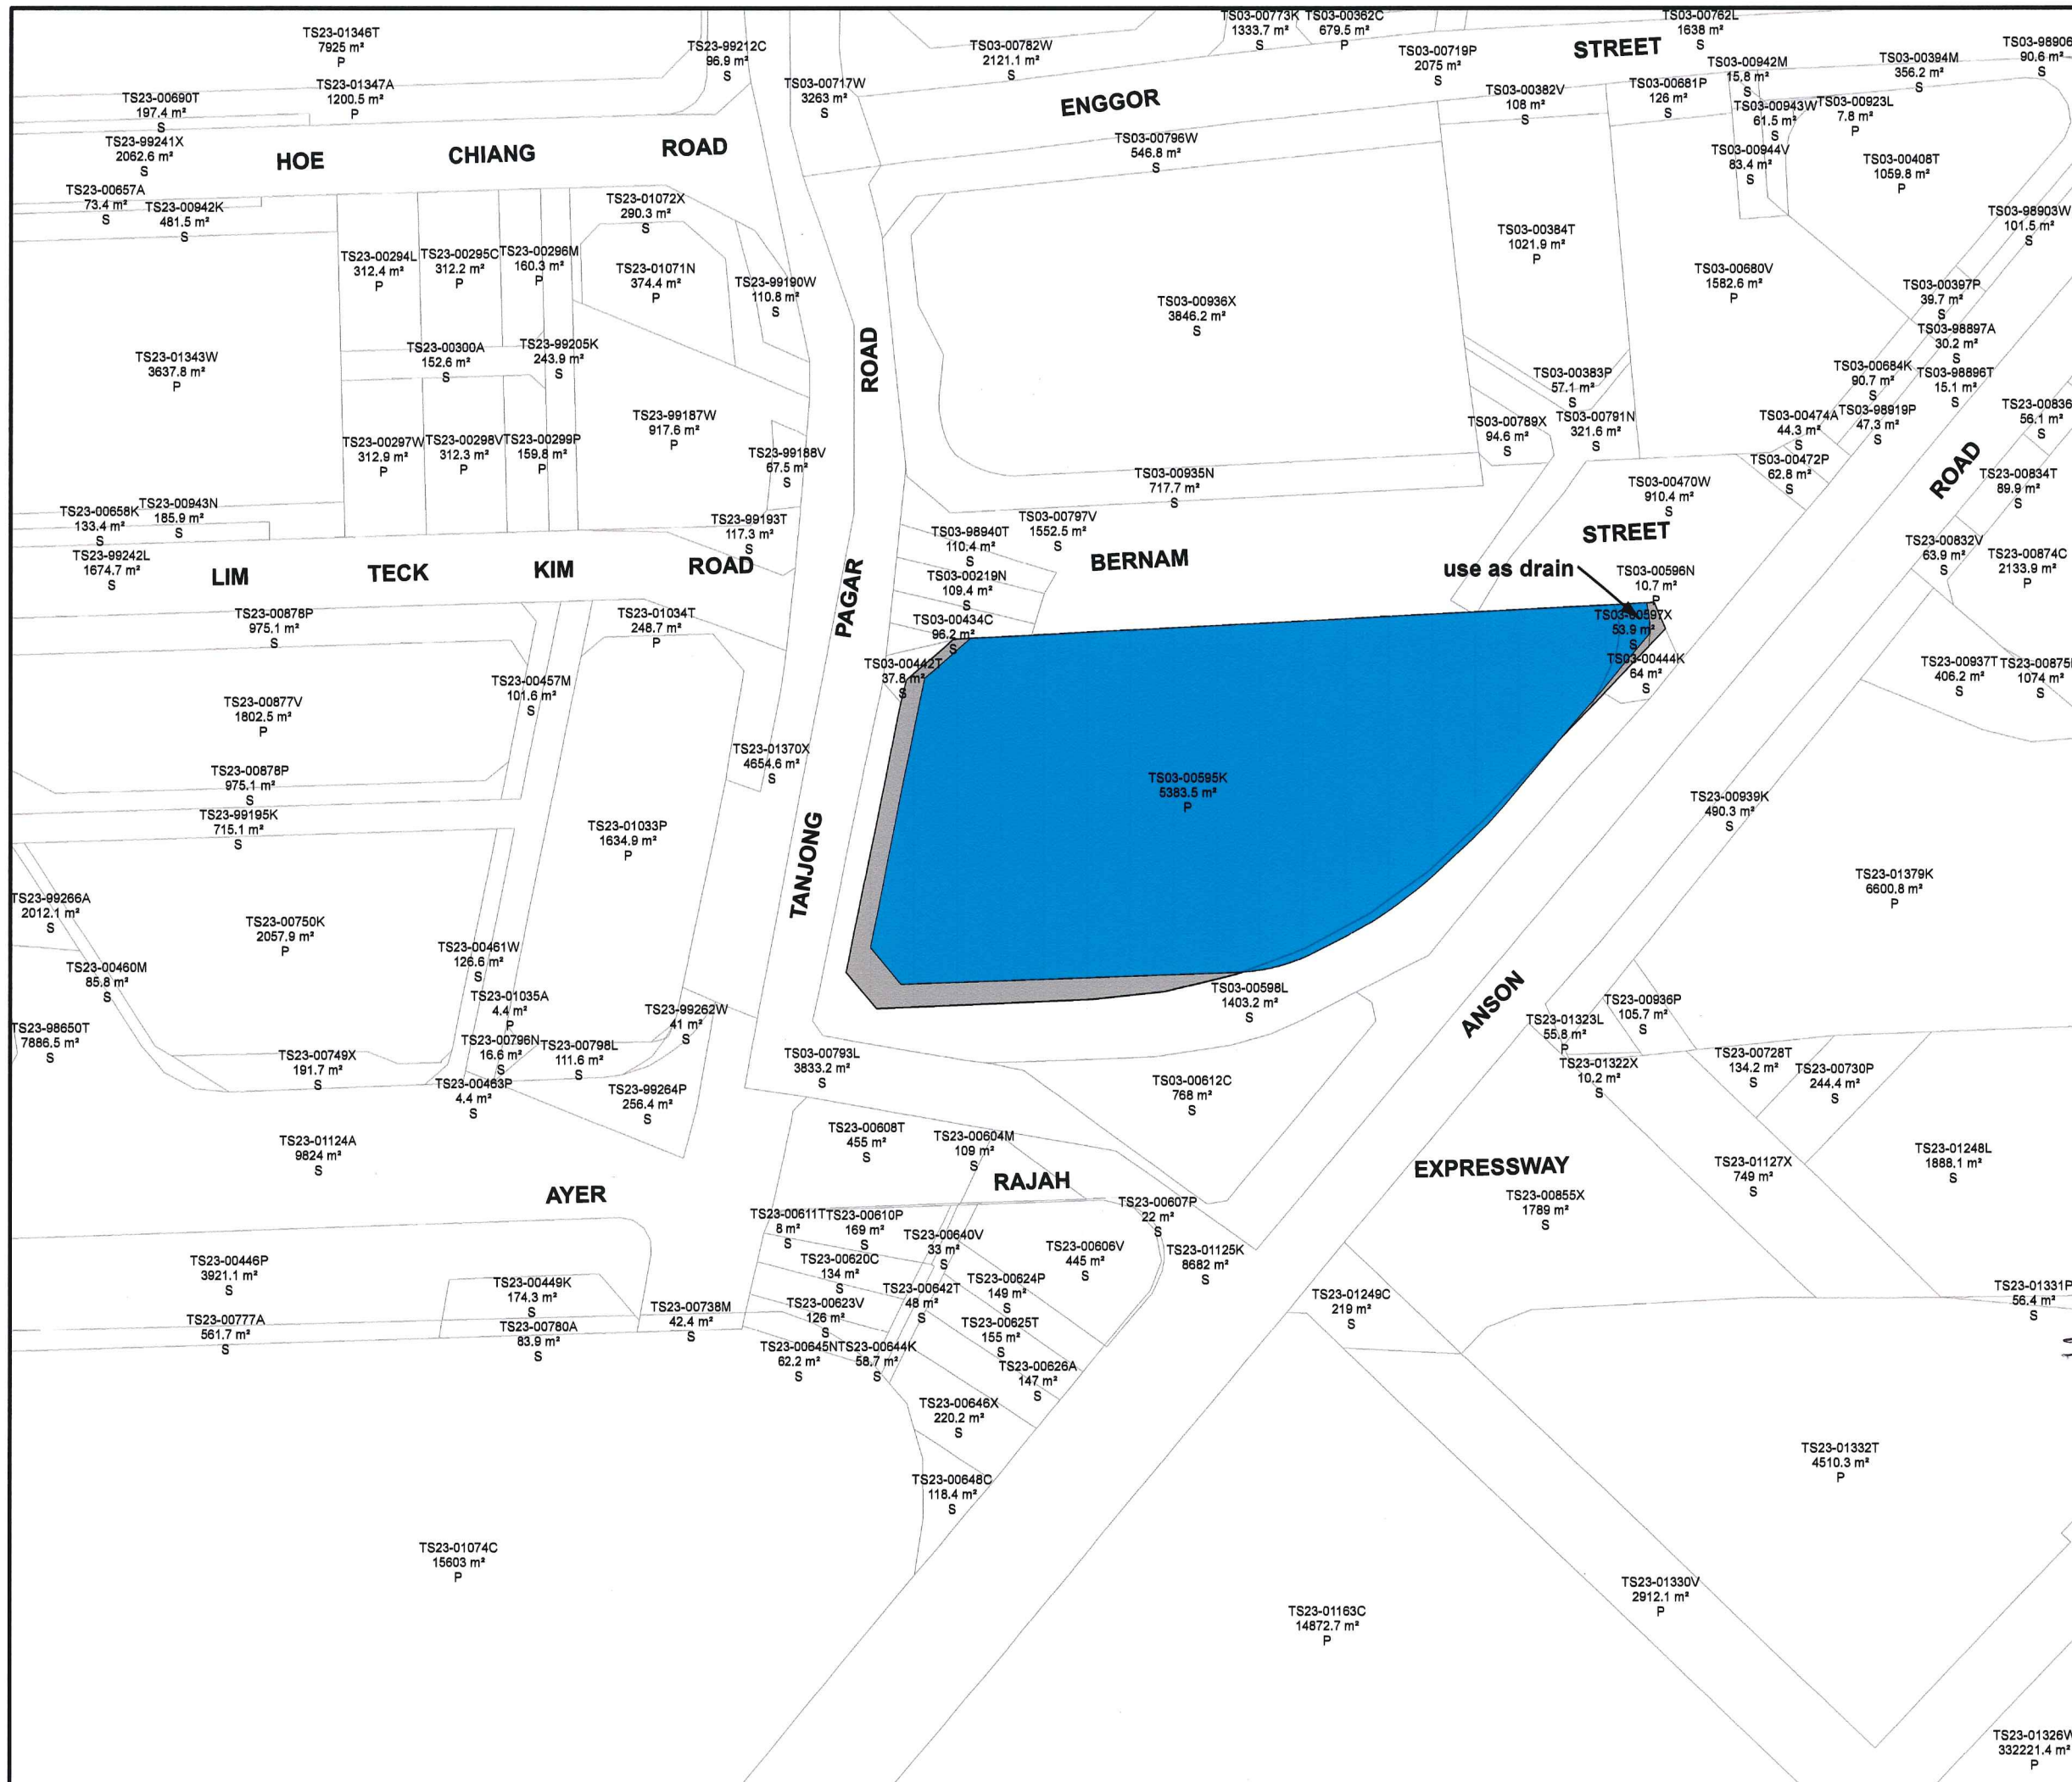 TS23-01346T
7925 m²
P
TS23-01347A
1200.5 m²
P
TS23-00690T
197.4 m²
S
TS23-99241X
2062.6 m²
S
TS23-00657A
73.4 m²
S
TS23-00942K
481.5 m²
S
HOE CHIANG ROAD
TS23-99212C
96.9 m²
S
TS03-00717W
3263 m²
S
TS03-00782W
2121.1 m²
S
TS03-00773K
1333.7 m²
S
TS03-00362C
679.5 m²
P
TS03-00719P
2075 m²
S
TS03-00762L
1638 m²
S
ENGGOR STREET
TS03-00382V
108 m²
S
TS03-00681P
126 m²
S
TS03-00942M
15.8 m²
S
TS03-00943W
61.5 m²
S
TS03-00923L
7.8 m²
P
TS03-00394M
356.2 m²
S
TS03-98906
90.6 m²
S
TS03-00944V
83.4 m²
S
TS03-00408T
1059.8 m²
P
TS03-98903W
101.5 m²
S
TS03-00796W
546.8 m²
S
TS23-01072X
290.3 m²
S
TS23-00294L
312.4 m²
P
TS23-00295C
312.2 m²
P
TS23-00296M
160.3 m²
P
TS23-01071N
374.4 m²
P
TS23-99190W
110.8 m²
S
TS03-00936X
3846.2 m²
S
TS03-00384T
1021.9 m²
P
TS03-00680V
1582.6 m²
P
TS03-00397P
39.7 m²
S
TS03-98897A
30.2 m²
S
TS03-98896T
15.1 m²
S
TS03-00684K
90.7 m²
S
TS23-01343W
3637.8 m²
P
TS23-00300A
152.6 m²
S
TS23-99205K
243.9 m²
S
TS03-00383P
57.1 m²
S
TS03-00789X
94.6 m²
S
TS03-00791N
321.6 m²
S
TS03-00474A
44.3 m²
S
TS03-98919P
47.3 m²
S
TS23-00836
56.1 m²
S
TS23-00297W
312.9 m²
P
TS23-00298V
312.3 m²
P
TS23-00299P
159.8 m²
P
TS23-99187W
917.6 m²
P
TS23-99188V
67.5 m²
S
TS03-00472P
62.8 m²
S
TS23-00834T
89.9 m²
S
TS03-00935N
717.7 m²
S
TS03-00470W
910.4 m²
S
TS23-00658K
133.4 m²
S
TS23-00943N
185.9 m²
S
TS23-99193T
117.3 m²
S
TS03-98940T
110.4 m²
S
TS03-00797V
1552.5 m²
S
BERNAM STREET
TS23-00832V
63.9 m²
S
TS23-00874C
2133.9 m²
P
TS23-99242L
1674.7 m²
S
LIM TECK KIM ROAD
TS03-00219N
109.4 m²
S
use as drain
TS03-00596N
10.7 m²
P
TS03-00597X
53.9 m²
S
TS03-00444K
64 m²
S
TS03-00434C
96.2 m²
S
TS03-00442T
37.8 m²
S
TS23-00878P
975.1 m²
S
TS23-01034T
248.7 m²
P
TS23-00457M
101.6 m²
S
TS23-00877V
1802.5 m²
P
TS23-00937T
406.2 m²
S
TS23-00875
1074 m²
S
TS23-00878P
975.1 m²
S
TS23-01370X
4654.6 m²
S
TS03-00595K
5383.5 m²
P
TS23-00939K
490.3 m²
S
TS23-99195K
715.1 m²
S
TS23-01033P
1634.9 m²
P
TANJONG PAGAR ROAD
TS23-01379K
6600.8 m²
P
TS23-99266A
2012.1 m²
S
TS23-00750K
2057.9 m²
P
TS23-00461W
126.6 m²
S
TS23-00460M
85.8 m²
S
TS23-01035A
4.4 m²
P
TS23-99262W
41 m²
S
TS03-00598L
1403.2 m²
S
ANSON ROAD
TS23-00936P
105.7 m²
S
TS23-01323L
55.8 m²
P
TS23-98650T
7886.5 m²
S
TS23-00749X
191.7 m²
S
TS23-00796N
16.6 m²
S
TS23-00798L
111.6 m²
S
TS23-00463P
4.4 m²
S
TS23-99264P
256.4 m²
S
TS03-00793L
3833.2 m²
S
TS03-00612C
768 m²
S
TS23-01322X
10.2 m²
S
TS23-00728T
134.2 m²
S
TS23-00730P
244.4 m²
S
TS23-01124A
9824 m²
S
TS23-00608T
455 m²
S
TS23-00604M
109 m²
S
AYER RAJAH EXPRESSWAY
TS23-01127X
749 m²
S
TS23-01248L
1888.1 m²
S
TS23-00855X
1789 m²
S
TS23-00607P
22 m²
S
TS23-00611T
8 m²
S
TS23-00610P
169 m²
S
TS23-00640V
33 m²
S
TS23-00606V
445 m²
S
TS23-01125K
8682 m²
S
TS23-00620C
134 m²
S
TS23-00446P
3921.1 m²
S
TS23-00449K
174.3 m²
S
TS23-00642T
48 m²
S
TS23-00624P
149 m²
S
TS23-01249C
219 m²
S
TS23-01331P
56.4 m²
S
TS23-00777A
561.7 m²
S
TS23-00780A
83.9 m²
S
TS23-00738M
42.4 m²
S
TS23-00623V
126 m²
S
TS23-00625T
155 m²
S
TS23-00645N
62.2 m²
S
TS23-00644K
58.7 m²
S
TS23-00626A
147 m²
S
TS23-00646X
220.2 m²
S
TS23-01332T
4510.3 m²
P
TS23-00648C
118.4 m²
S
TS23-01074C
15603 m²
P
TS23-01330V
2912.1 m²
P
TS23-01163C
14872.7 m²
P
TS23-01326W
332221.4 m²
P